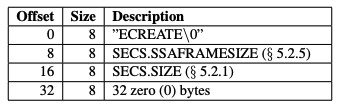 Offset Size Description
0 8 "ECREATE\0"
8 8 SECS.SSAFRAMESIZE (§ 5.2.5)
16 8 SECS.SIZE (§ 5.2.1)
32 8 32 zero (0) bytes